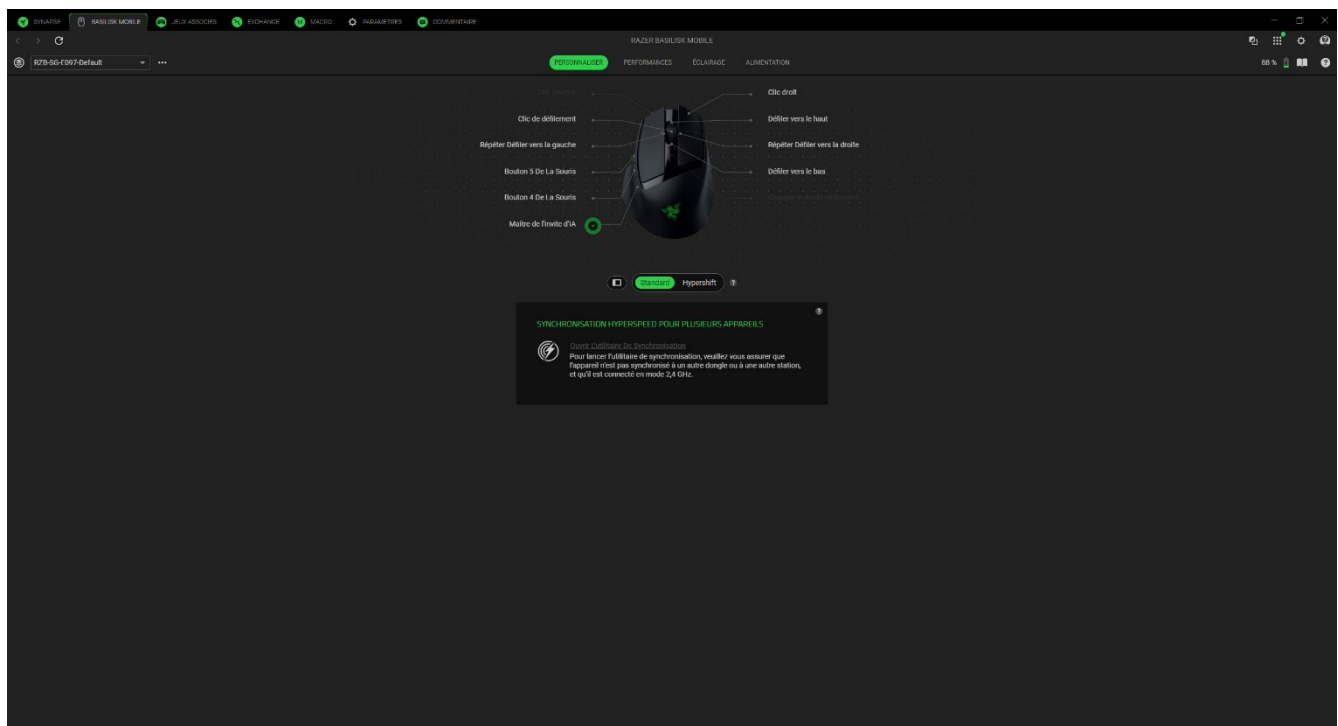 SYNAPSE
BASILISK MOBILE
JEUX ASSOCIÉS
EXCHANGE
MACRO
PARAMÈTRES
COMMENTAIRE
RAZER BASILISK MOBILE
RZB-SG-E097-Default
PERSONNALISER
PERFORMANCES
ÉCLAIRAGE
ALIMENTATION
88 %
Clic gauche
Clic droit
Clic de défilement
Défiler vers le haut
Répéter Défiler vers la gauche
Répéter Défiler vers la droite
Bouton 5 De La Souris
Défiler vers le bas
Bouton 4 De La Souris
Maître de l'invite d'IA
Standard
Hypershift
SYNCHRONISATION HYPERSPEED POUR PLUSIEURS APPAREILS
Ouvrir L'utilitaire De Synchronisation
Pour lancer l'utilitaire de synchronisation, veuillez vous assurer que
l'appareil n'est pas synchronisé à un autre dongle ou à une autre station,
et qu'il est connecté en mode 2,4 GHz.